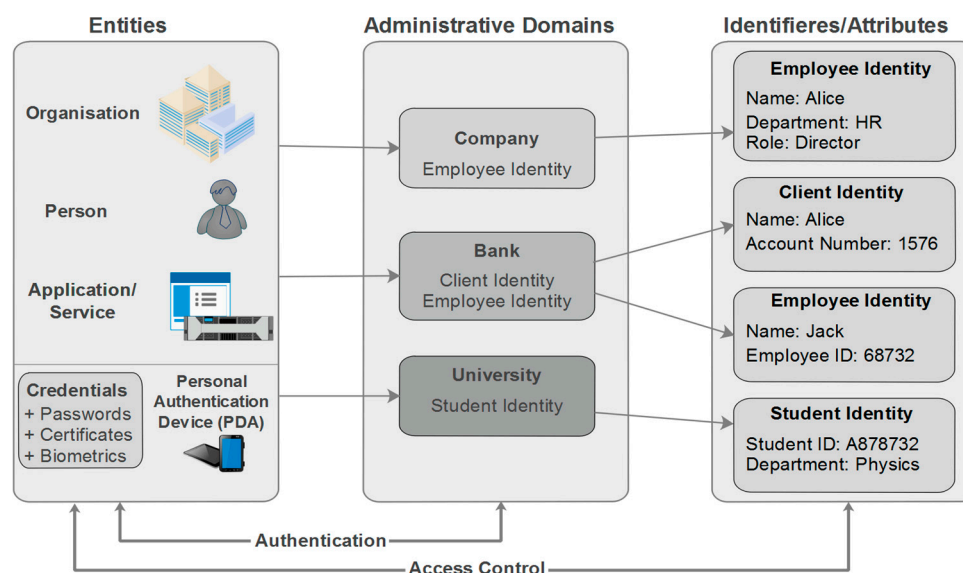 Entities
Administrative Domains
Identifieres/Attributes
Organisation
Person
Application/
Service
Credentials
+ Passwords
+ Certificates
+ Biometrics
Personal
Authentication
Device (PDA)
Company
Employee Identity
Bank
Client Identity
Employee Identity
University
Student Identity
Employee Identity
Name: Alice
Department: HR
Role: Director
Client Identity
Name: Alice
Account Number: 1576
Employee Identity
Name: Jack
Employee ID: 68732
Student Identity
Student ID: A878732
Department: Physics
Authentication
Access Control